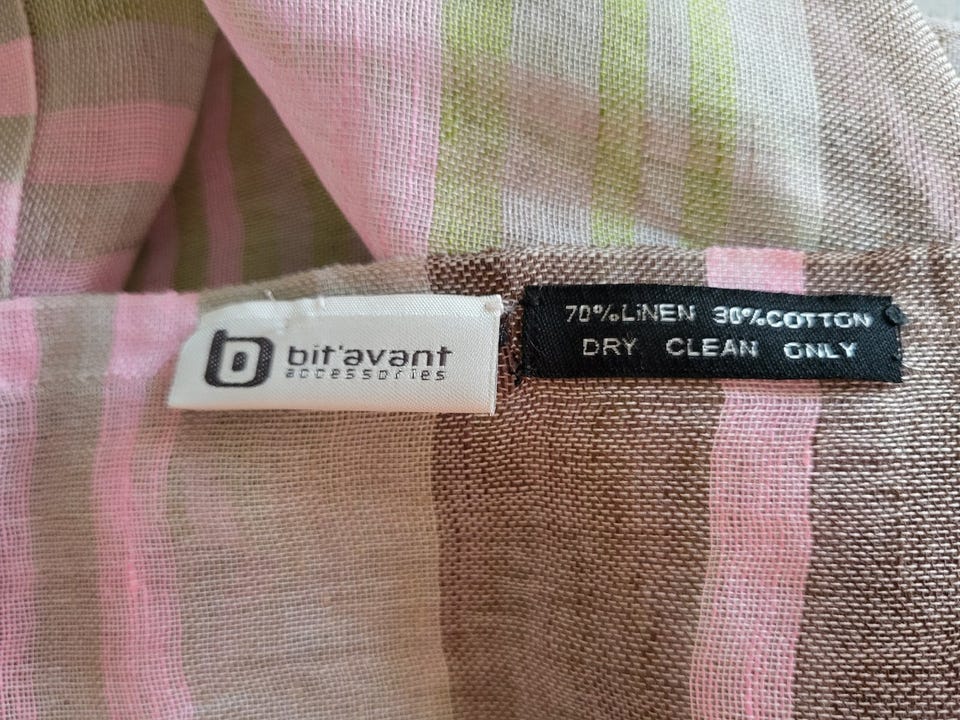 bit'avant
accessories
70%LiNEN 30%COTTON
DRY CLEAN ONLY